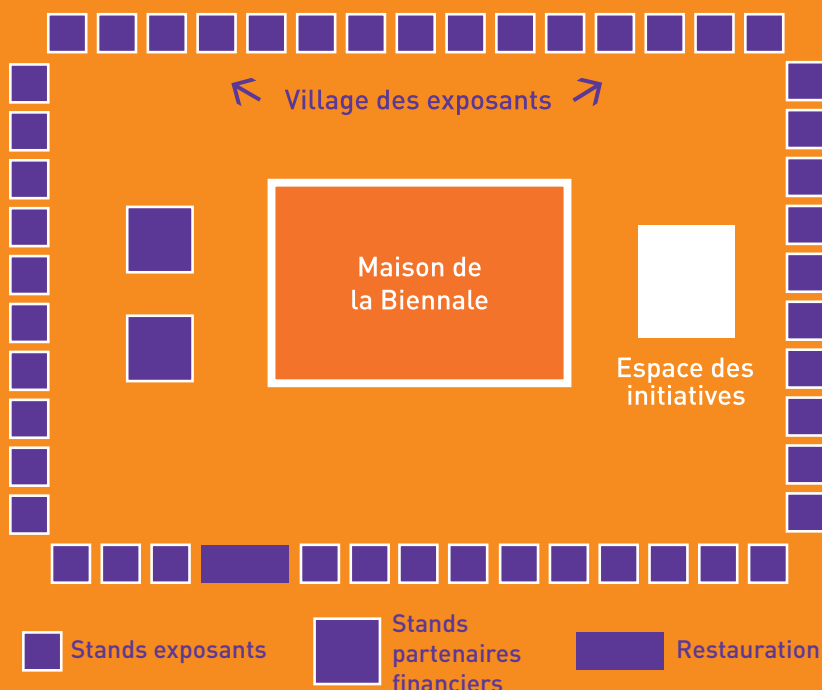 Village des exposants
Maison de
la Biennale
Espace des
initiatives
Stands exposants
Stands
partenaires
financiers
Restauration